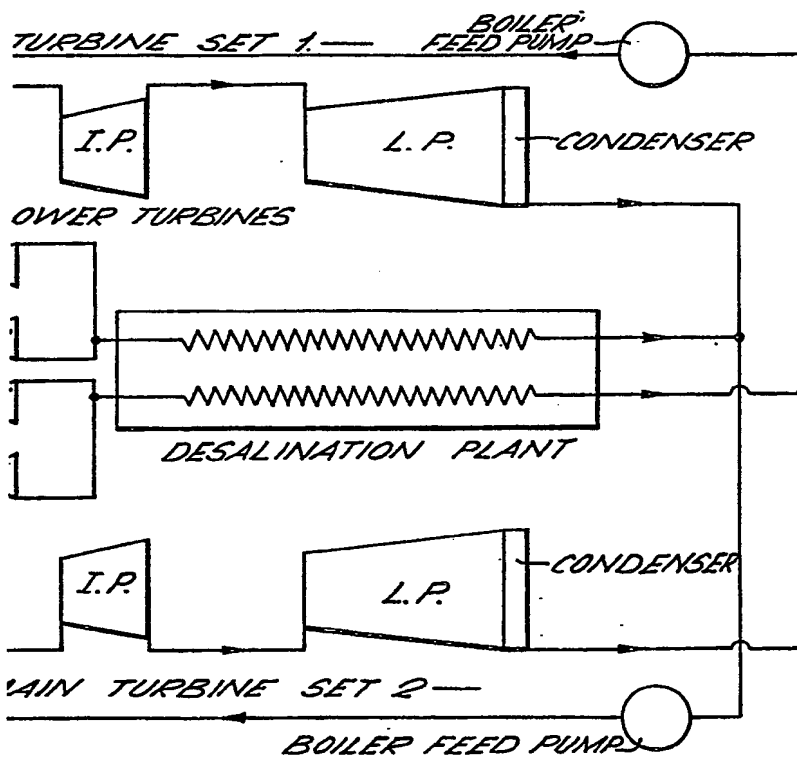 TURBINE SET 1.—
BOILER
FEED PUMP
I.P.
L.P.
CONDENSER
OWER TURBINES
DESALINATION PLANT
I.P.
L.P.
CONDENSER
AIN TURBINE SET 2—
BOILER FEED PUMP